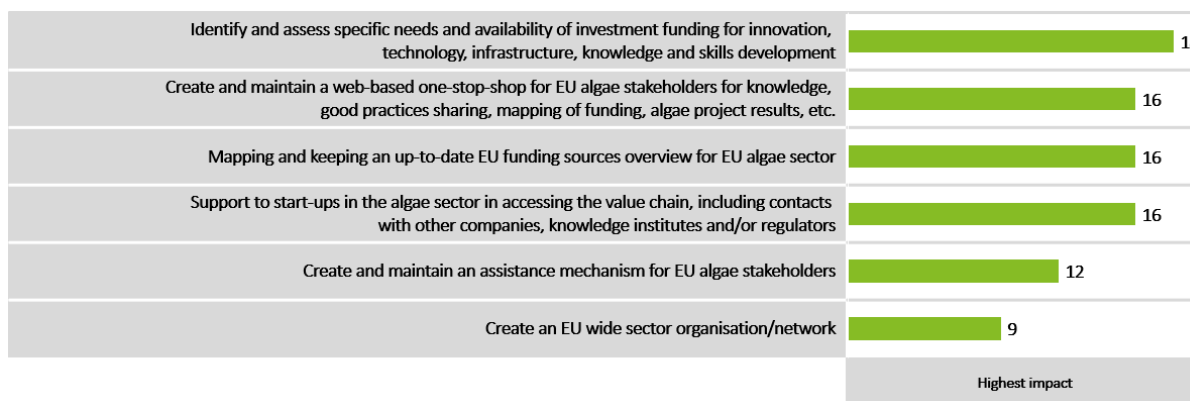 Identify and assess specific needs and availability of investment funding for innovation,
technology, infrastructure, knowledge and skills development
1
Create and maintain a web-based one-stop-shop for EU algae stakeholders for knowledge,
good practices sharing, mapping of funding, algae project results, etc.
16
Mapping and keeping an up-to-date EU funding sources overview for EU algae sector
16
Support to start-ups in the algae sector in accessing the value chain, including contacts
with other companies, knowledge institutes and/or regulators
16
Create and maintain an assistance mechanism for EU algae stakeholders
12
Create an EU wide sector organisation/network
9
Highest impact